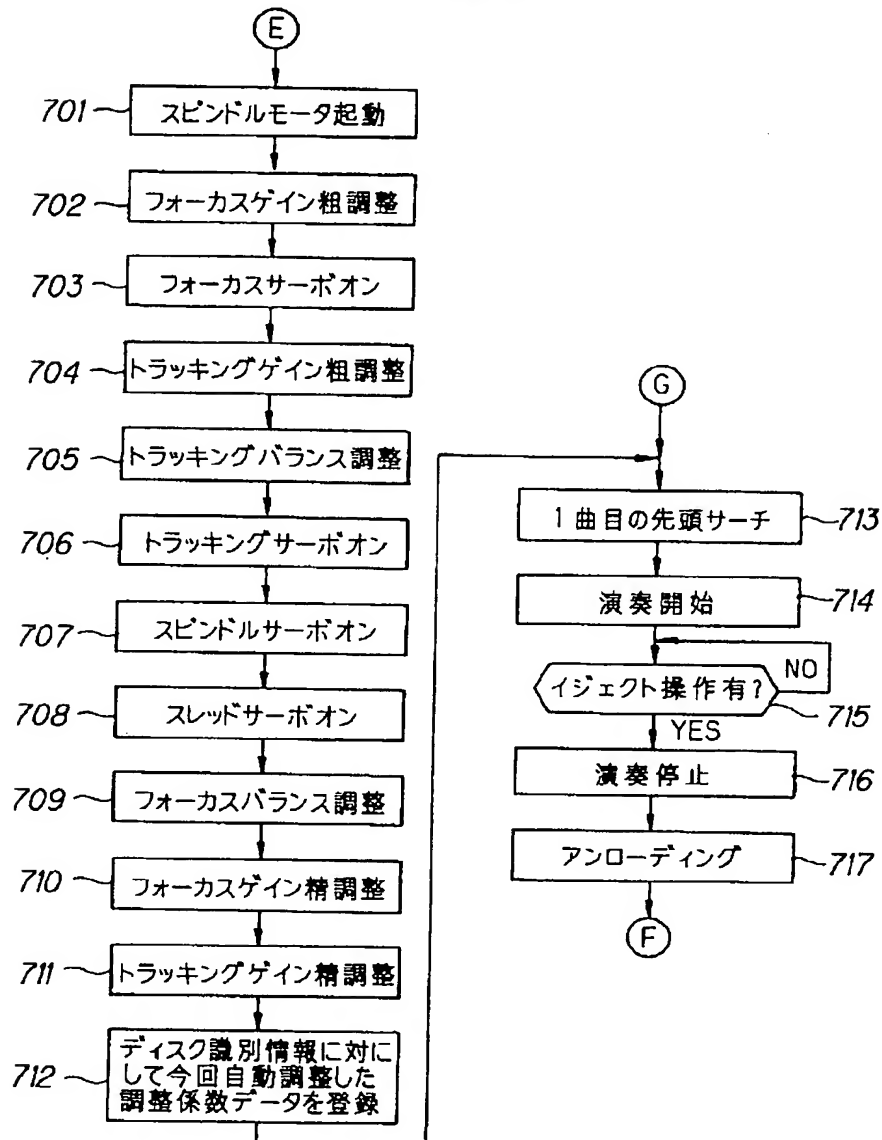 E
701
スピンドルモータ起動
702
フォーカスゲイン粗調整
703
フォーカスサーボオン
704
トラッキングゲイン粗調整
705
トラッキングバランス調整
706
トラッキングサーボオン
707
スピンドルサーボオン
708
スレッドサーボオン
709
フォーカスバランス調整
710
フォーカスゲイン精調整
711
トラッキングゲイン精調整
712
ディスク識別情報に対に
して今回自動調整した
調整係数データを登録
G
1曲目の先頭サーチ
713
演奏開始
714
イジェクト操作有?
NO
715
YES
演奏停止
716
アンローディング
717
F